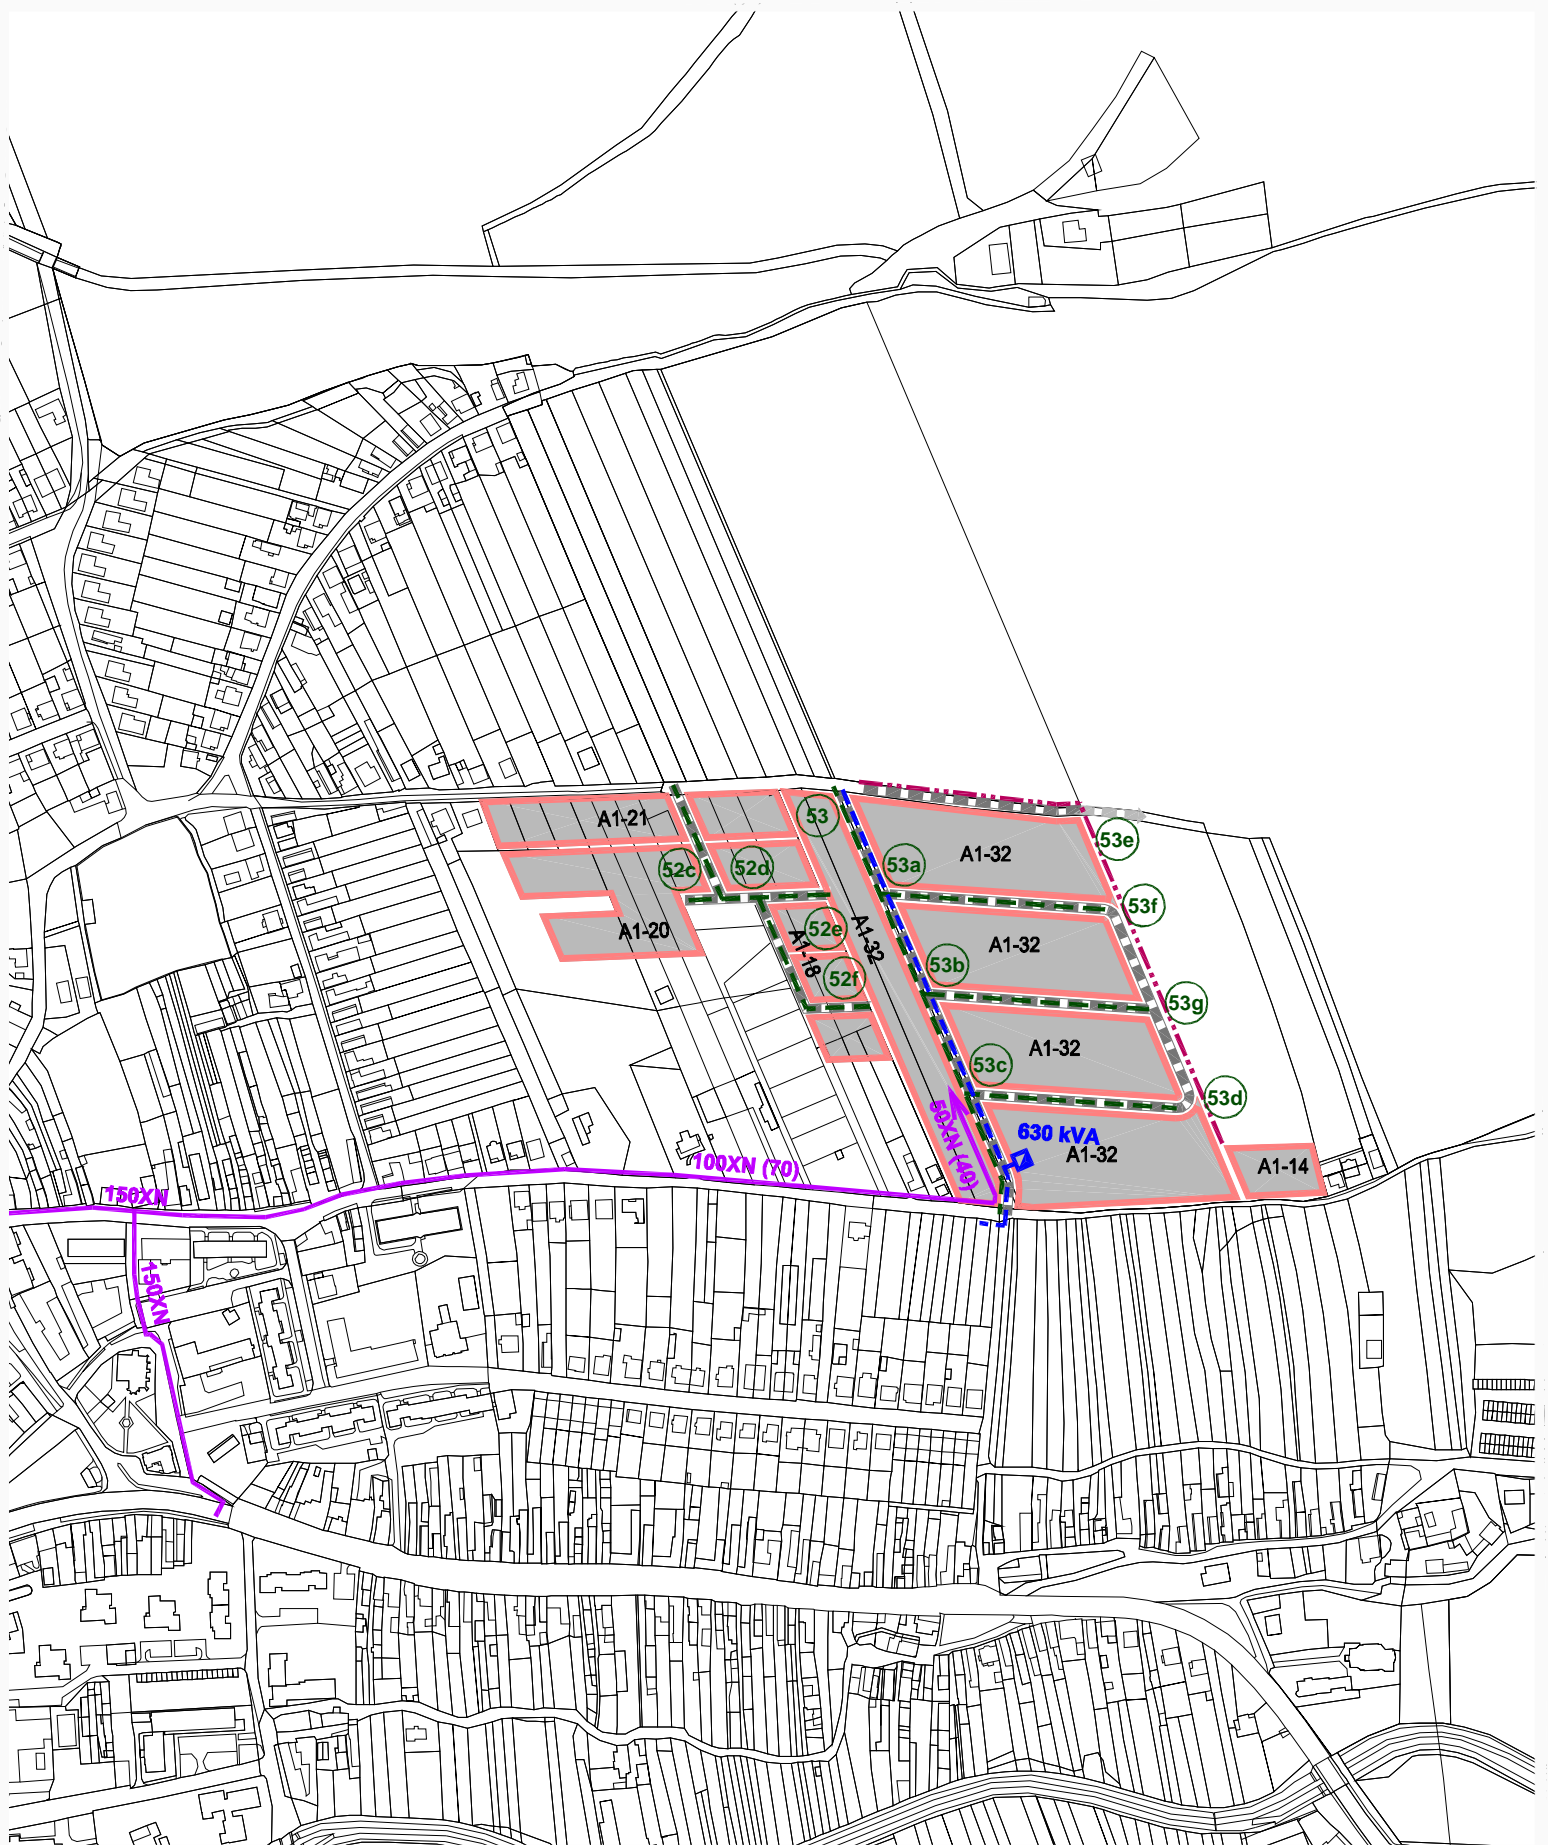 A1-21
53
53e
A1-32
53a
52c
52d
53f
A1-20
A1-18
52e
A1-32
A1-32
53b
52f
53g
A1-32
53c
53d
50XN (40)
630 kVA
A1-32
A1-14
100XN (70)
150XN
150XN